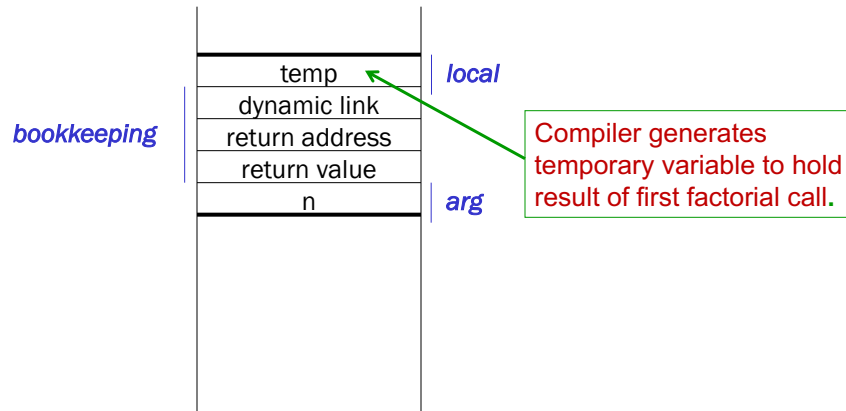 temp
local
dynamic link
bookkeeping
return address
return value
n
arg
Compiler generates
temporary variable to hold
result of first factorial call.